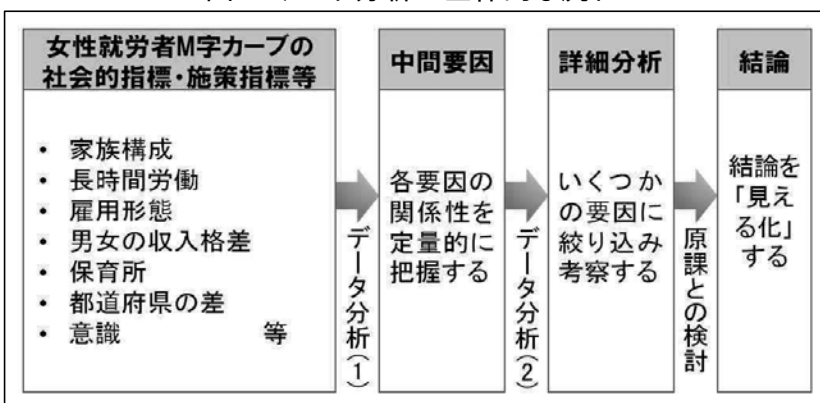 女性就労者M字カーブの
社会的指標・施策指標等
・ 家族構成
・ 長時間労働
・ 雇用形態
・ 男女の収入格差
・ 保育所
・ 都道府県の差
・ 意識 等
データ分析(1)
中間要因
各要因の
関係性を
定量的に
把握する
データ分析(2)
詳細分析
いくつか
の要因に
絞り込み
考察する
原課との検討
結論
結論を
「見え
る化」
する